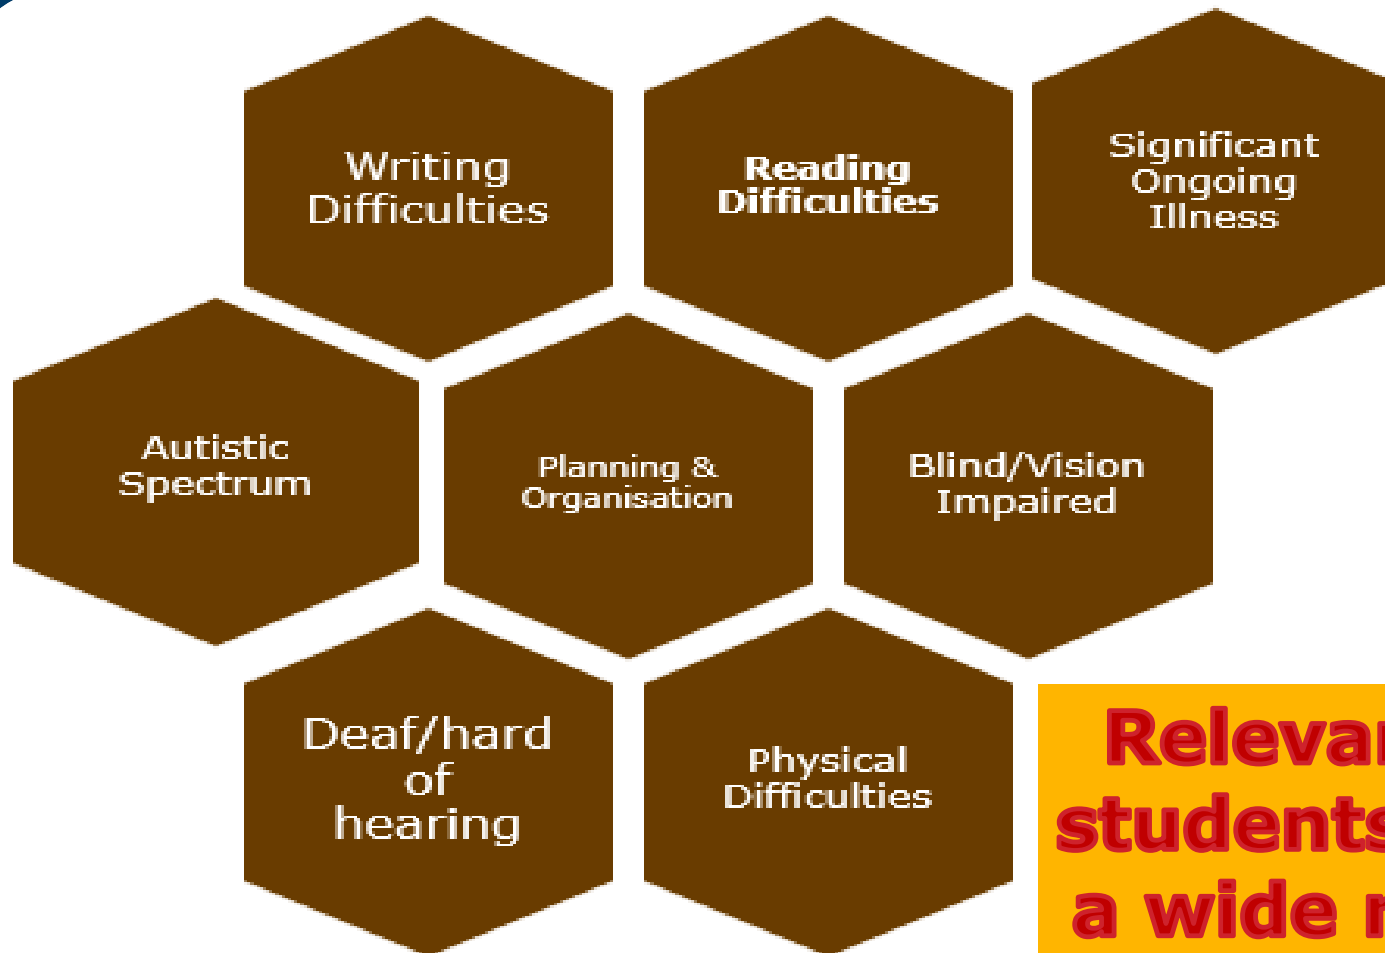 Writing
Difficulties
Reading
Difficulties
Significant
Ongoing
Illness
Autistic
Spectrum
Planning &
Organisation
Blind/Vision
Impaired
Deaf/hard
of
hearing
Physical
Difficulties
students
a wide